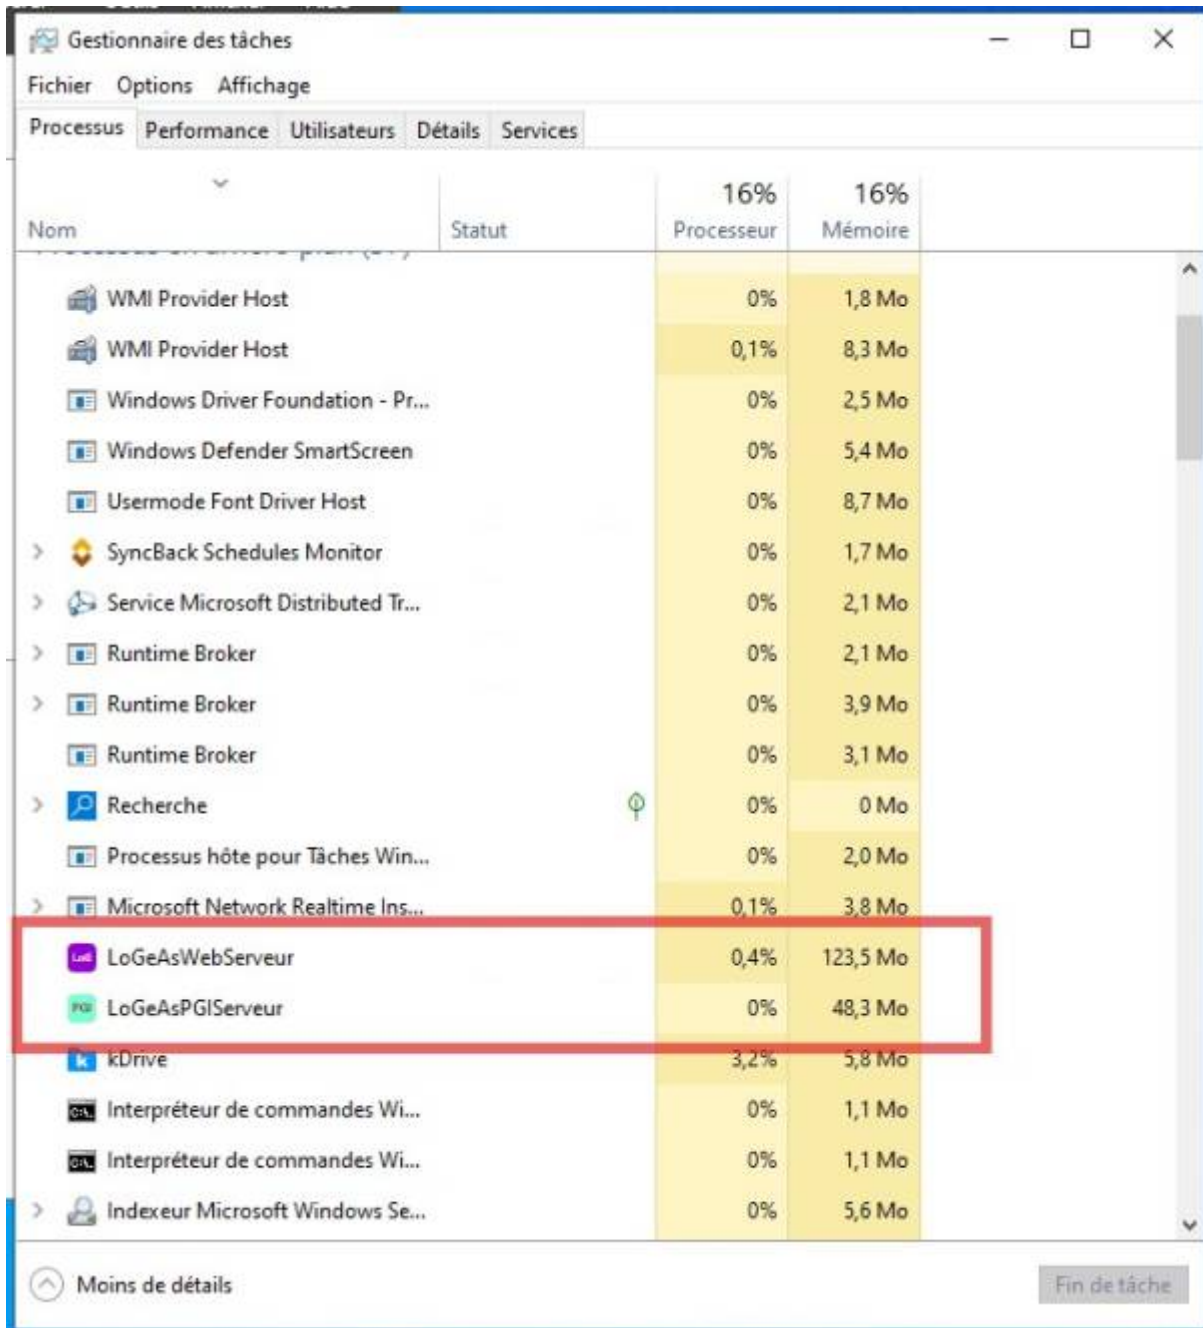 Gestionnaire des tâches
Fichier Options Affichage
Processus Performance Utilisateurs Détails Services
16% 16%
Nom Statut Processeur Mémoire
WMI Provider Host 0% 1,8 Mo
WMI Provider Host 0,1% 8,3 Mo
Windows Driver Foundation - Pr... 0% 2,5 Mo
Windows Defender SmartScreen 0% 5,4 Mo
Usermode Font Driver Host 0% 8,7 Mo
SyncBack Schedules Monitor 0% 1,7 Mo
Service Microsoft Distributed Tr... 0% 2,1 Mo
Runtime Broker 0% 2,1 Mo
Runtime Broker 0% 3,9 Mo
Runtime Broker 0% 3,1 Mo
Recherche 0% 0 Mo
Processus hôte pour Tâches Win... 0% 2,0 Mo
Microsoft Network Realtime Ins... 0,1% 3,8 Mo
LoGeAsWebServeur 0,4% 123,5 Mo
PGI LoGeAsPGIServeur 0% 48,3 Mo
k kDrive 3,2% 5,8 Mo
Interpréteur de commandes Wi... 0% 1,1 Mo
Interpréteur de commandes Wi... 0% 1,1 Mo
Indexeur Microsoft Windows Se... 0% 5,6 Mo
Moins de détails Fin de tâche